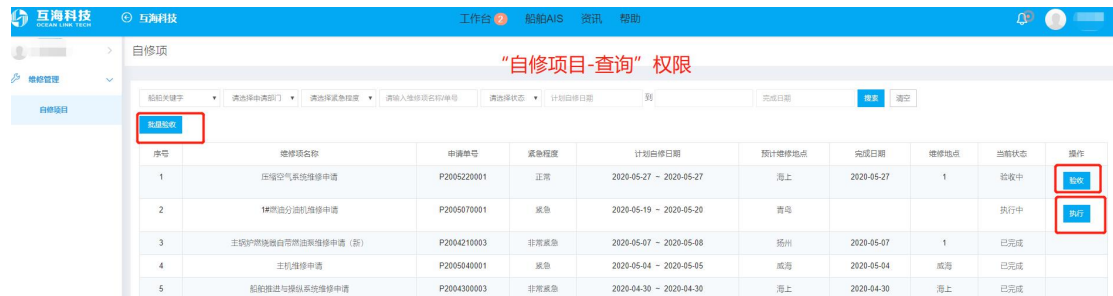 互海科技
OCEAN LINK TECH
互海科技
工作台 2 船舶AIS 资讯 帮助
自修项
“自修项目-查询”权限
维修管理
自修项目
船舶关键字 请选择申请部门 请选择紧急程度 请输入维修项名称/单号 请选择状态 计划自修日期 到 完成日期 搜索 清空
批量验收
序号 维修项名称 申请单号 紧急程度 计划自修日期 预计维修地点 完成日期 维修地点 当前状态 操作
1 压缩空气系统维修申请 P2005220001 正常 2020-05-27 ~ 2020-05-27 海上 2020-05-27 1 验收中 验收
2 1#燃油分油机维修申请 P2005070001 紧急 2020-05-19 ~ 2020-05-20 青岛 执行中 执行
3 主锅炉燃烧器自带燃油泵维修申请（新） P2004210003 非常紧急 2020-05-07 ~ 2020-05-08 扬州 2020-05-07 1 已完成
4 主机维修申请 P2005040001 紧急 2020-05-04 ~ 2020-05-05 威海 2020-05-04 威海 已完成
5 船舶推进与操纵系统维修申请 P2004300003 非常紧急 2020-04-30 ~ 2020-04-30 海上 2020-04-30 海上 已完成